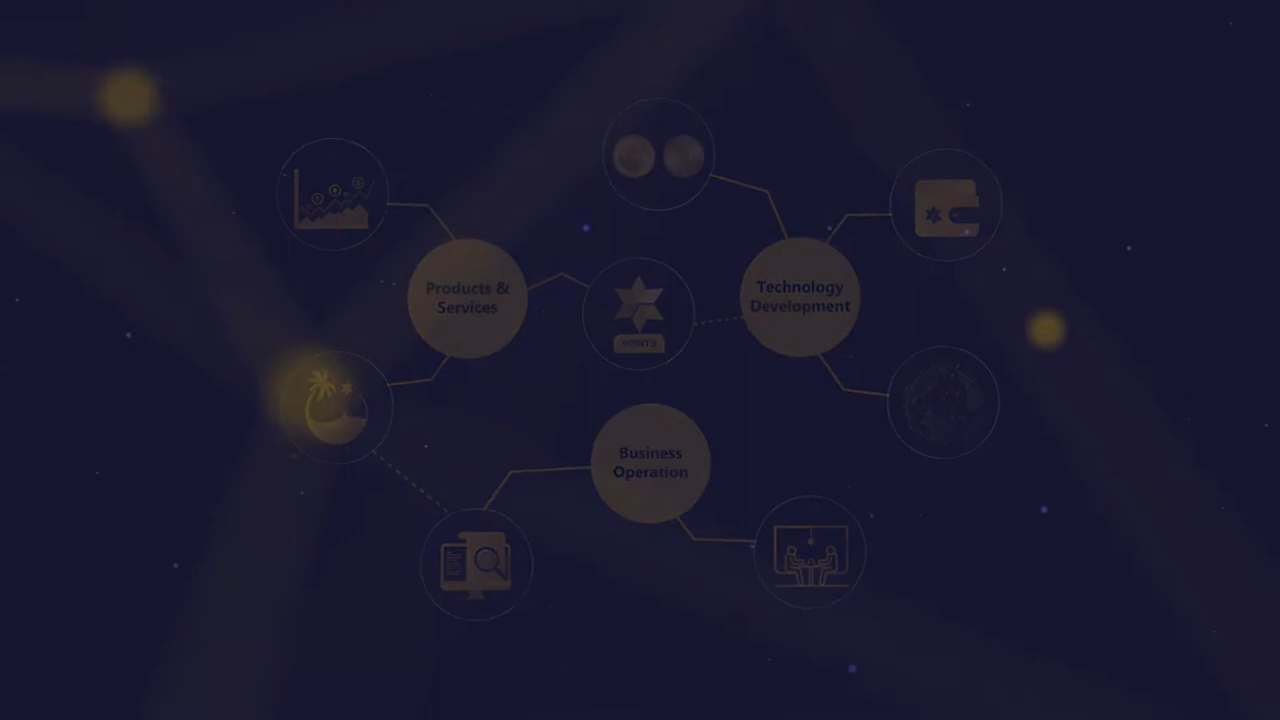 Products &
Services
Technology
Development
POINTS
Business
Operation